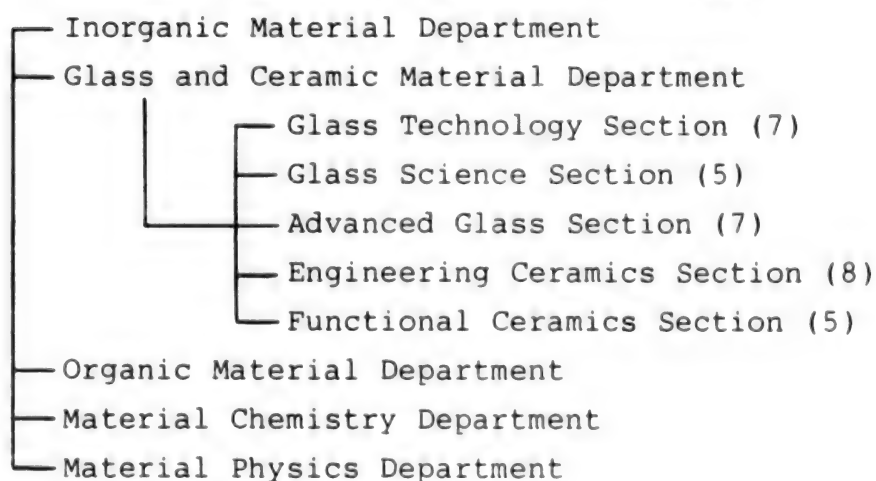 Inorganic Material Department
Glass and Ceramic Material Department
Glass Technology Section (7)
Glass Science Section (5)
Advanced Glass Section (7)
Engineering Ceramics Section (8)
Functional Ceramics Section (5)
Organic Material Department
Material Chemistry Department
Material Physics Department